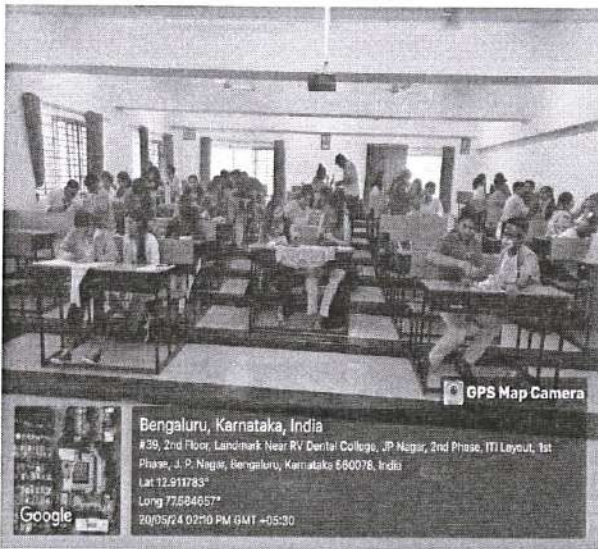 GPS Map Camera
Bengaluru, Karnataka, India
#39, 2nd Floor, Landmark Near RV Dental College, JP Nagar, 2nd Phase, ITI Layout, 1st
Phase, J. P. Nagar, Bengaluru, Karnataka 560078, India
Lat 12.911783°
Long 77.584657°
20/05/24 02:10 PM GMT +05:30
Google